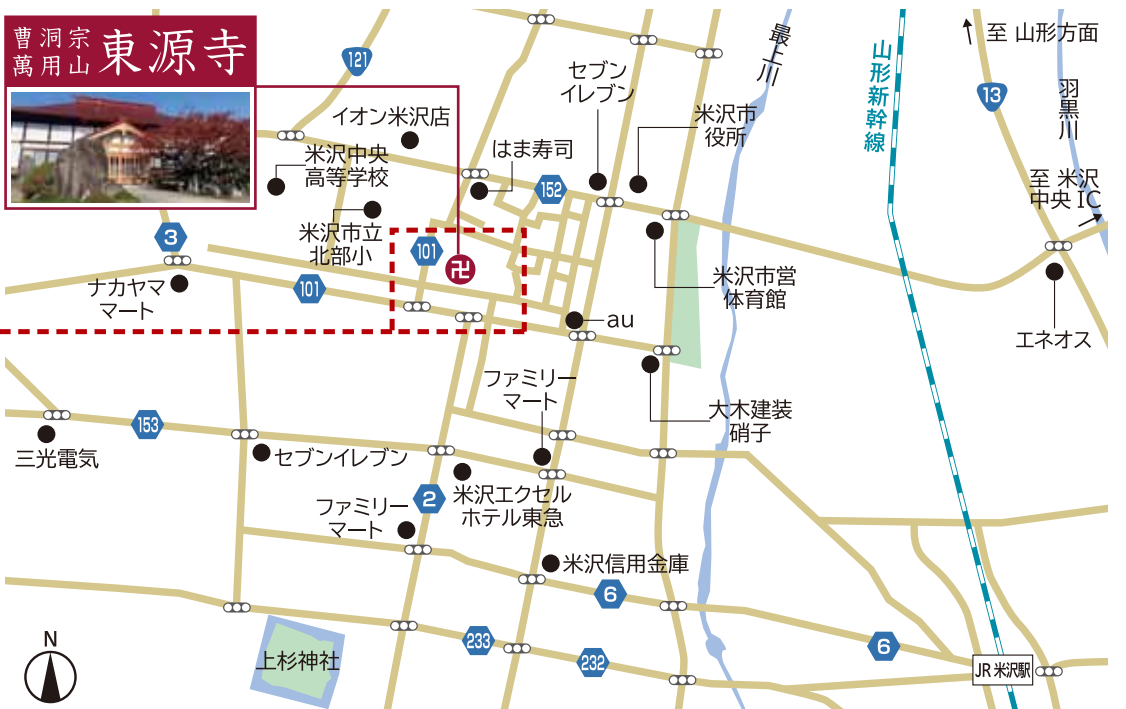 曹洞宗
萬用山
東源寺
121
最上川
山形新幹線
至 山形方面
13
羽黒川
セブン
イレブン
イオン米沢店
米沢市
役所
はま寿司
米沢中央
高等学校
152
至 米沢
中央 IC
米沢市立
北部小
3
101
卍
米沢市営
体育館
ナカヤマ
マート
101
au
エネオス
ファミリー
マート
大木建装
硝子
153
三光電気
セブンイレブン
2
米沢エクセル
ホテル東急
ファミリー
マート
米沢信用金庫
6
6
233
232
N
上杉神社
JR 米沢駅